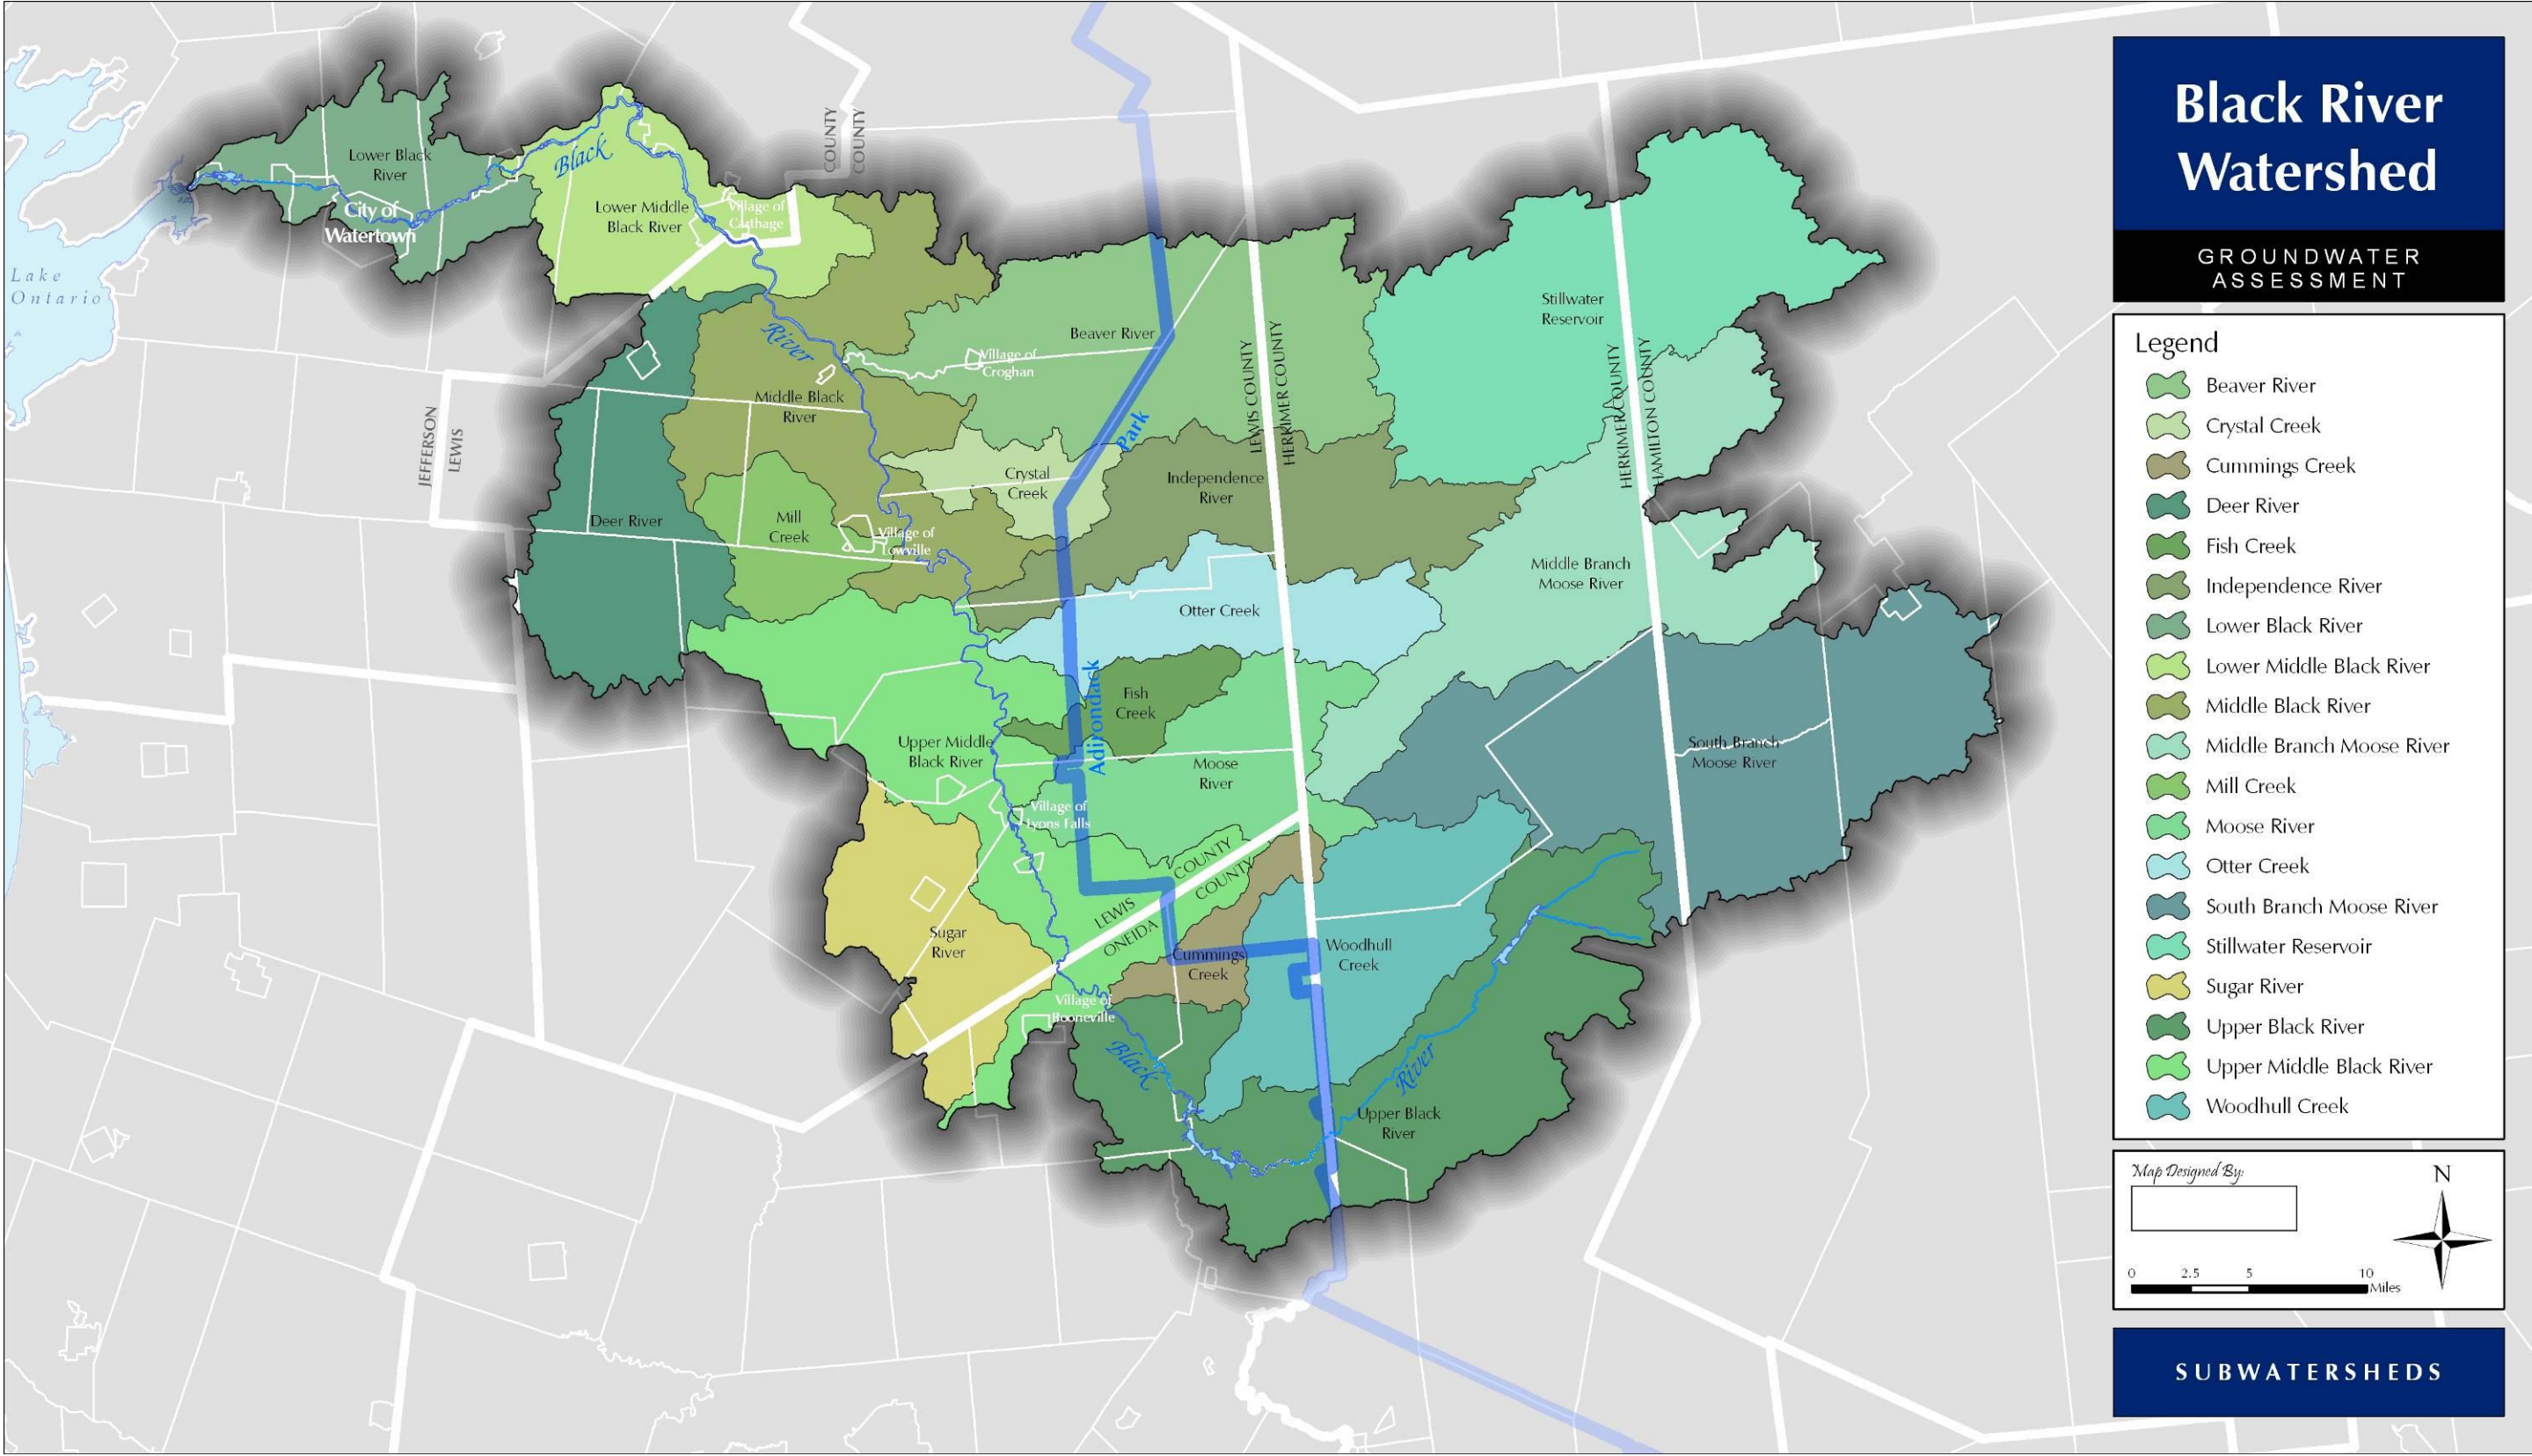 Black River
Watershed
GROUNDWATER
ASSESSMENT
Legend
Beaver River
Crystal Creek
Cummings Creek
Deer River
Fish Creek
Independence River
Lower Black River
Lower Middle Black River
Middle Black River
Middle Branch Moose River
Mill Creek
Moose River
Otter Creek
South Branch Moose River
Stillwater Reservoir
Sugar River
Upper Black River
Upper Middle Black River
Woodhull Creek
Map Designed By:
N
0 2.5 5 10
Miles
SUBWATERSHEDS
Lake
Ontario
Lower Black
River
City of
Watertown
Black
Lower Middle
Black River
Village of
Carthage
COUNTY
COUNTY
River
Beaver River
Village of
Croghan
Middle Black
River
Stillwater
Reservoir
LEWIS COUNTY
HERKIMER COUNTY
HERKIMER COUNTY
HAMILTON COUNTY
JEFFERSON
LEWIS
Park
Crystal
Creek
Independence
River
Deer River
Mill
Creek
Village of
Lowville
Middle Branch
Moose River
Otter Creek
Fish
Creek
Adirondack
Upper Middle
Black River
Moose
River
South Branch
Moose River
Village of
Lyons Falls
COUNTY
COUNTY
LEWIS
ONEIDA
Sugar
River
Cummings
Creek
Woodhull
Creek
Village of
Booneville
Black
River
Upper Black
River